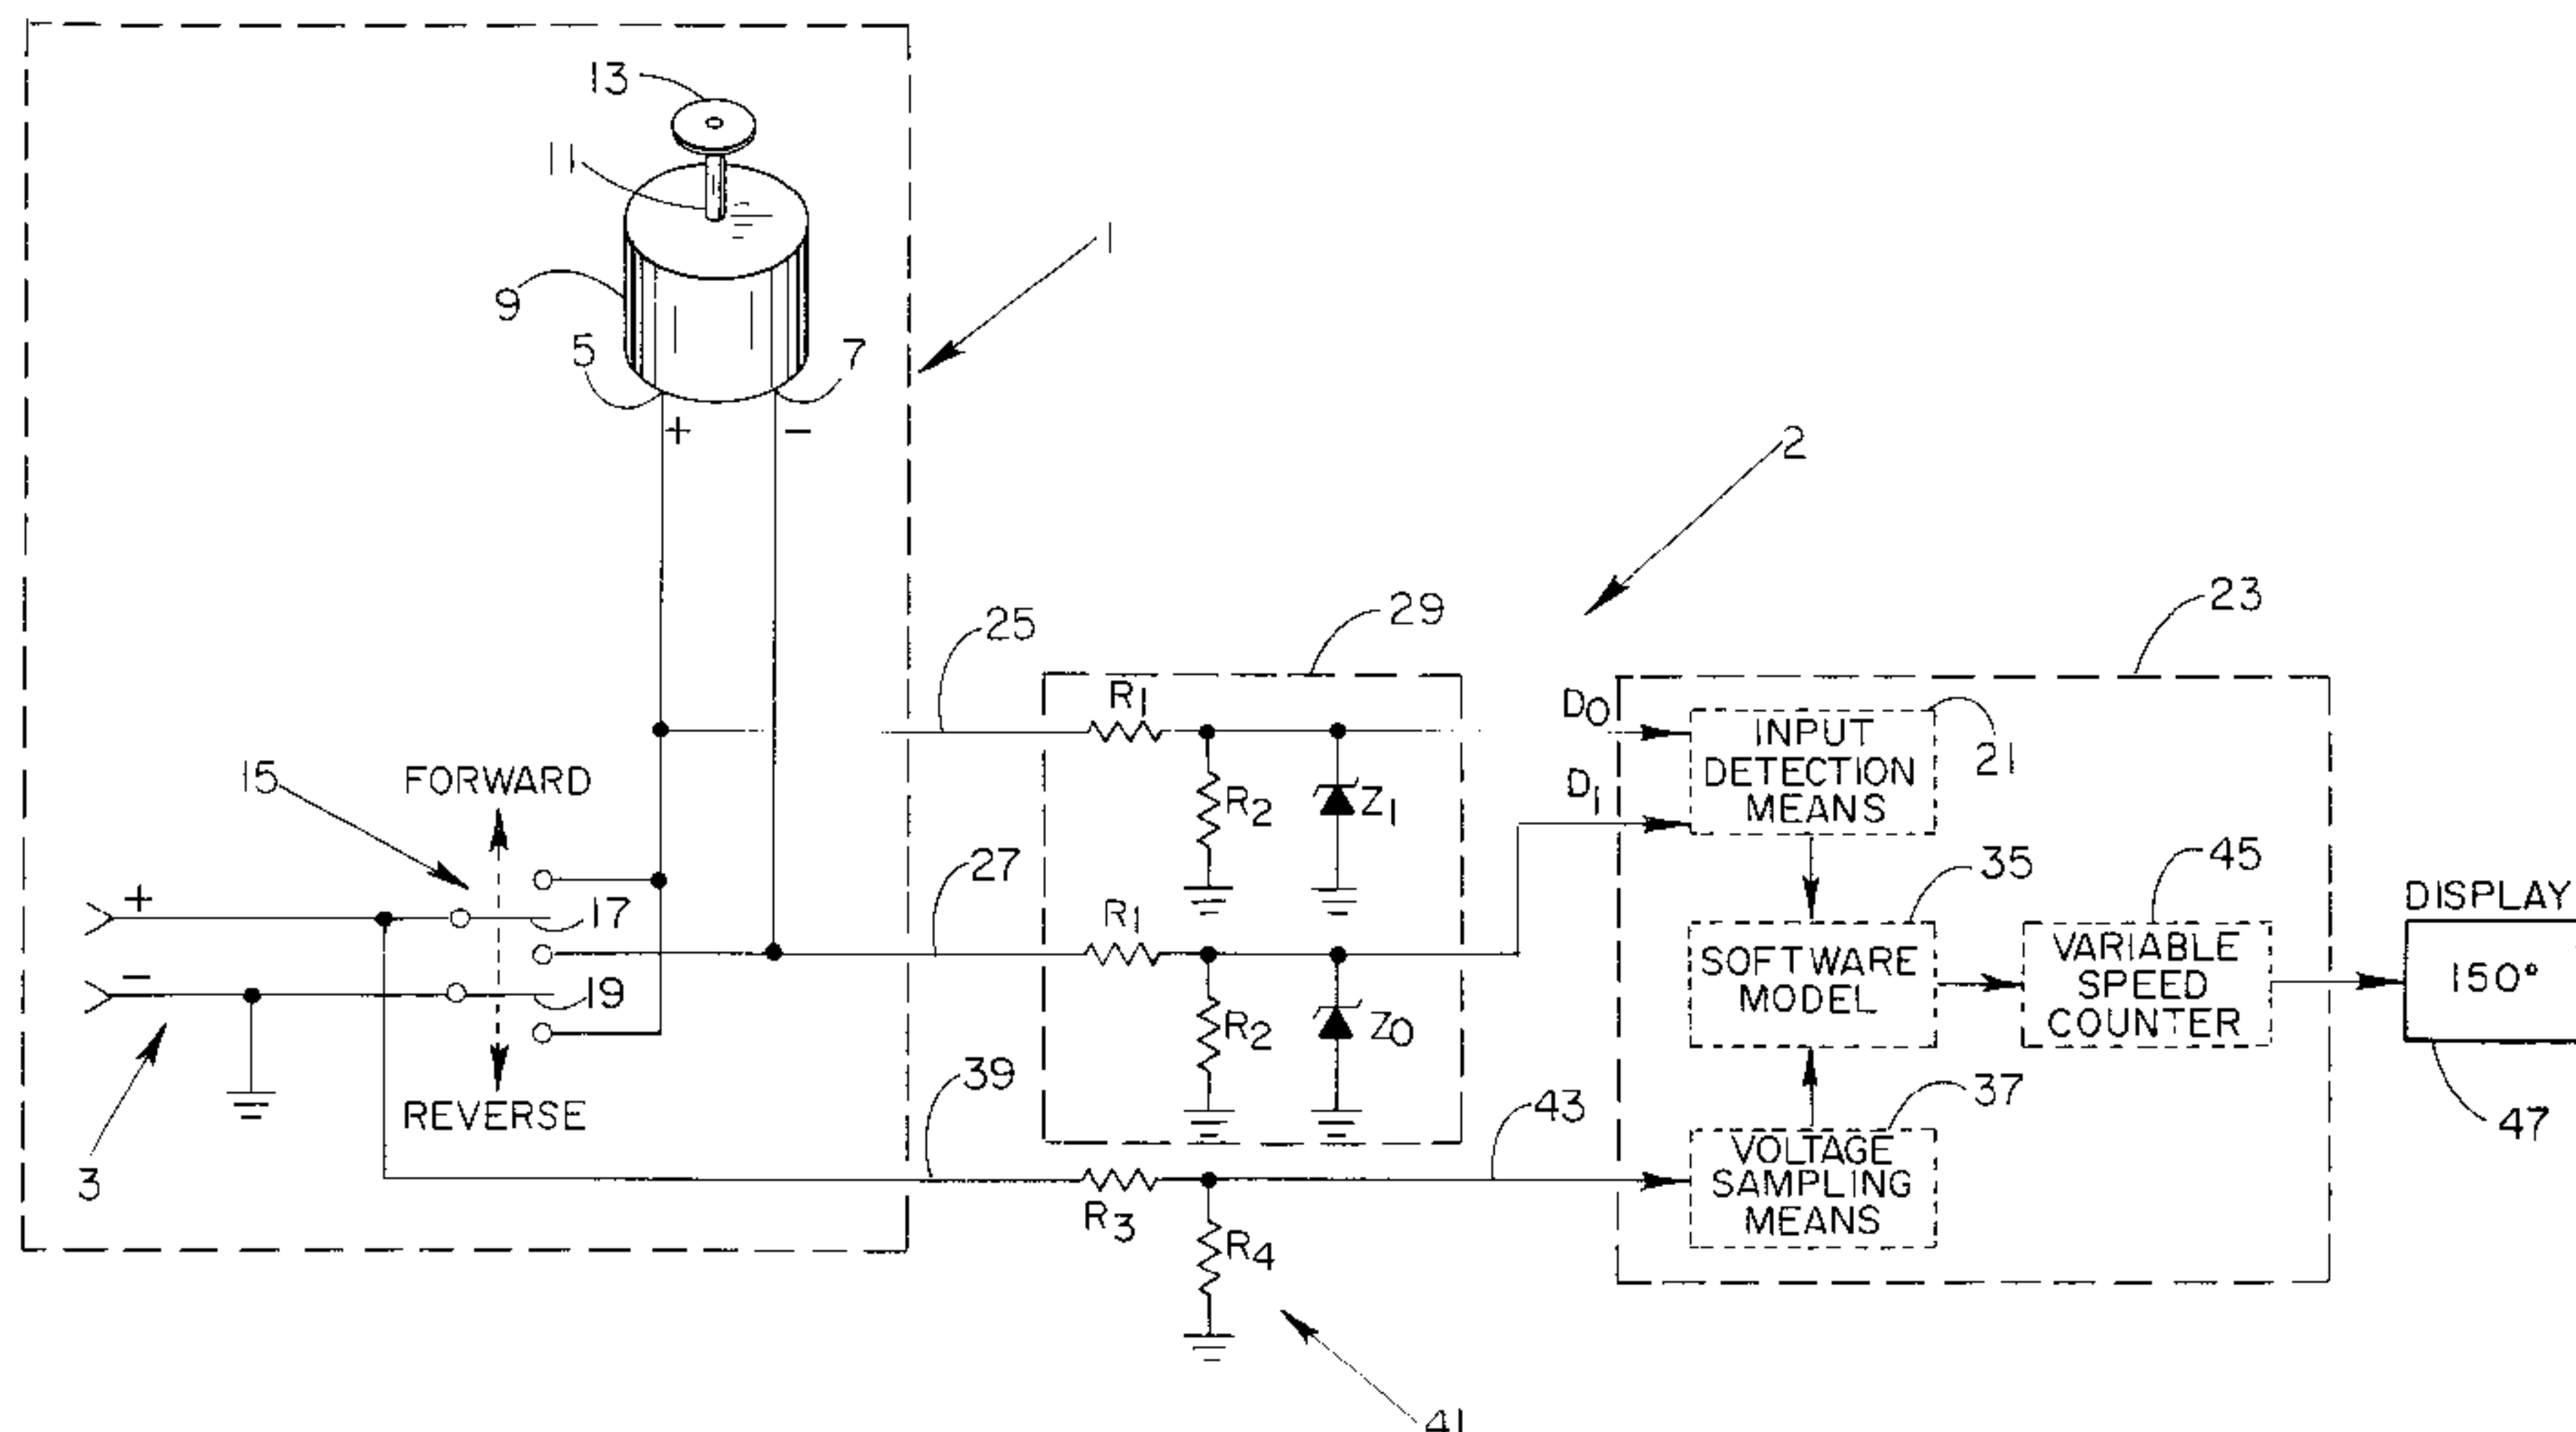 13
11
1
9
5
7
+
−
2
23
25
29
R1
D0
INPUT
DETECTION
MEANS
21
15
FORWARD
R2
Z1
D1
27
35
45
DISPLAY
+
17
R1
SOFTWARE
MODEL
VARIABLE
SPEED
COUNTER
150°
−
19
R2
Z0
39
43
37
47
REVERSE
3
R3
VOLTAGE
SAMPLING
MEANS
R4
41